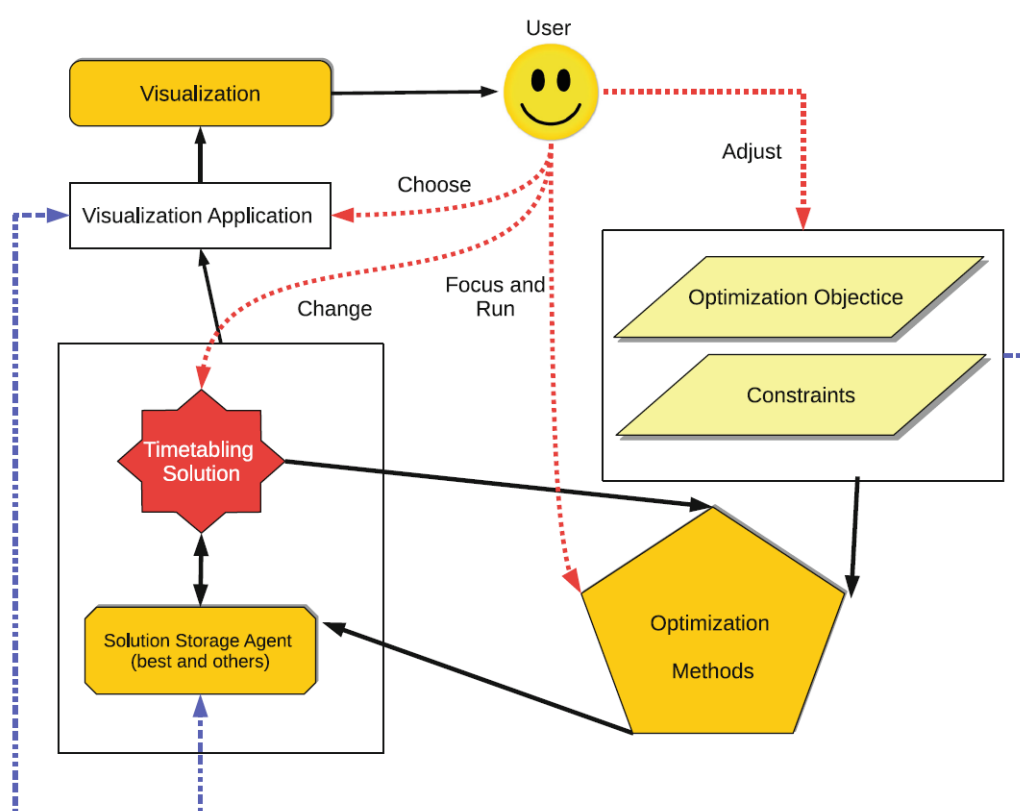 User
Visualization
Adjust
Choose
Visualization Application
Focus and
Run
Change
Optimization Objectice
Constraints
Timetabling
Solution
Optimization
Methods
Solution Storage Agent
(best and others)